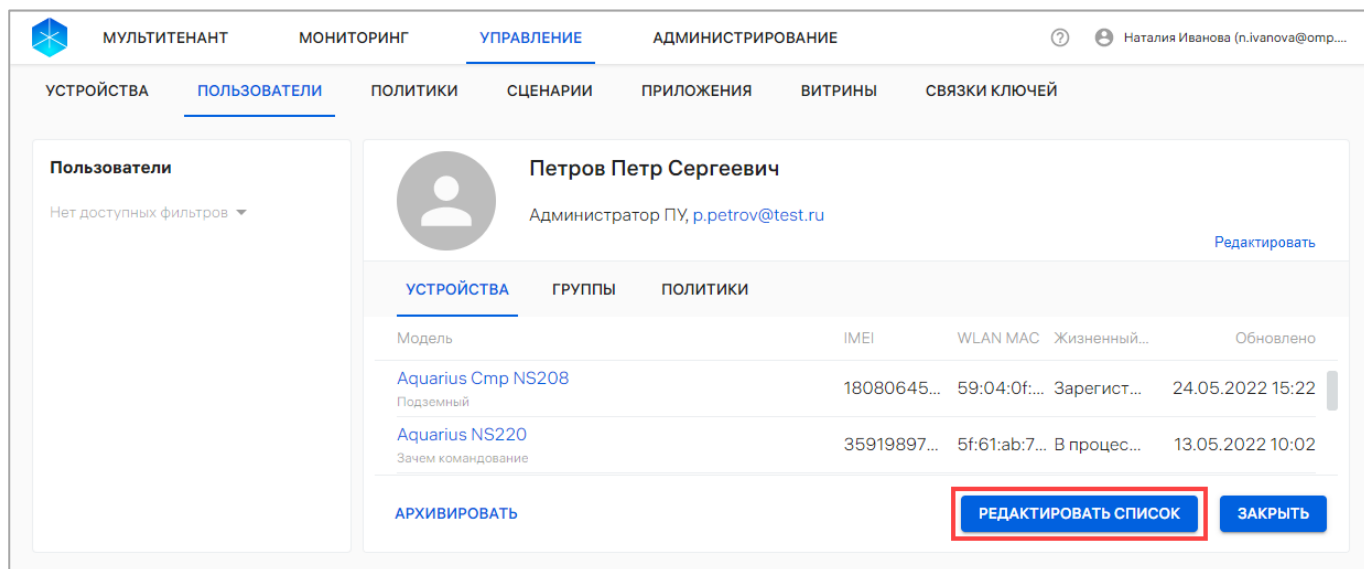 МУЛЬТИТЕНАНТ МОНИТОРИНГ УПРАВЛЕНИЕ АДМИНИСТРИРОВАНИЕ ? Наталия Иванова (n.ivanova@omp....
УСТРОЙСТВА ПОЛЬЗОВАТЕЛИ ПОЛИТИКИ СЦЕНАРИИ ПРИЛОЖЕНИЯ ВИТРИНЫ СВЯЗКИ КЛЮЧЕЙ
Пользователи
Нет доступных фильтров
Петров Петр Сергеевич
Администратор ПУ, p.petrov@test.ru
Редактировать
УСТРОЙСТВА ГРУППЫ ПОЛИТИКИ
Модель IMEI WLAN MAC Жизненный... Обновлено
Aquarius Cmp NS208 18080645... 59:04:0f:... Зарегист... 24.05.2022 15:22
Подземный
Aquarius NS220 35919897... 5f:61:ab:7... В процес... 13.05.2022 10:02
Зачем командование
АРХИВИРОВАТЬ РЕДАКТИРОВАТЬ СПИСОК ЗАКРЫТЬ